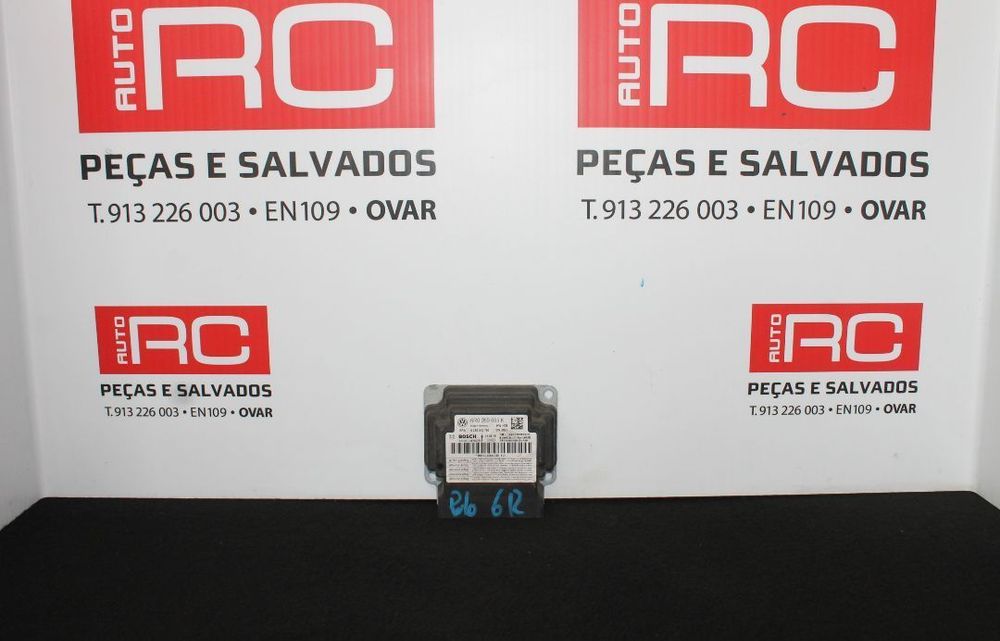 AUTO RC
PEÇAS E SALVADOS
T. 913 226 003 • EN109 • OVAR
AUTO RC
PEÇAS E SALVADOS
T. 913 226 003 • EN109 • OVAR
AUTO RC
PEÇAS E SALVADOS
T. 913 226 003 • EN109 • OVAR
AUTO RC
PEÇAS E SALVADOS
T. 913 226 003 • EN109 • OVAR
BOSCH
6R